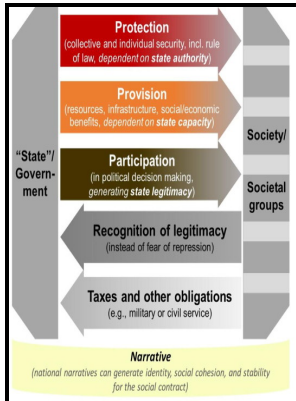 Protection
(collective and individual security, incl. rule
of law, dependent on state authority)
Provision
(resources, infrastructure, social/economic
benefits, dependent on state capacity)
Society/
“State”/
Govern-
ment
Participation
(in political decision making,
generating state legitimacy)
Societal
groups
Recognition of legitimacy
(instead of fear of repression)
Taxes and other obligations
(e.g., military or civil service)
Narrative
(national narratives can generate identity, social cohesion, and stability
for the social contract)